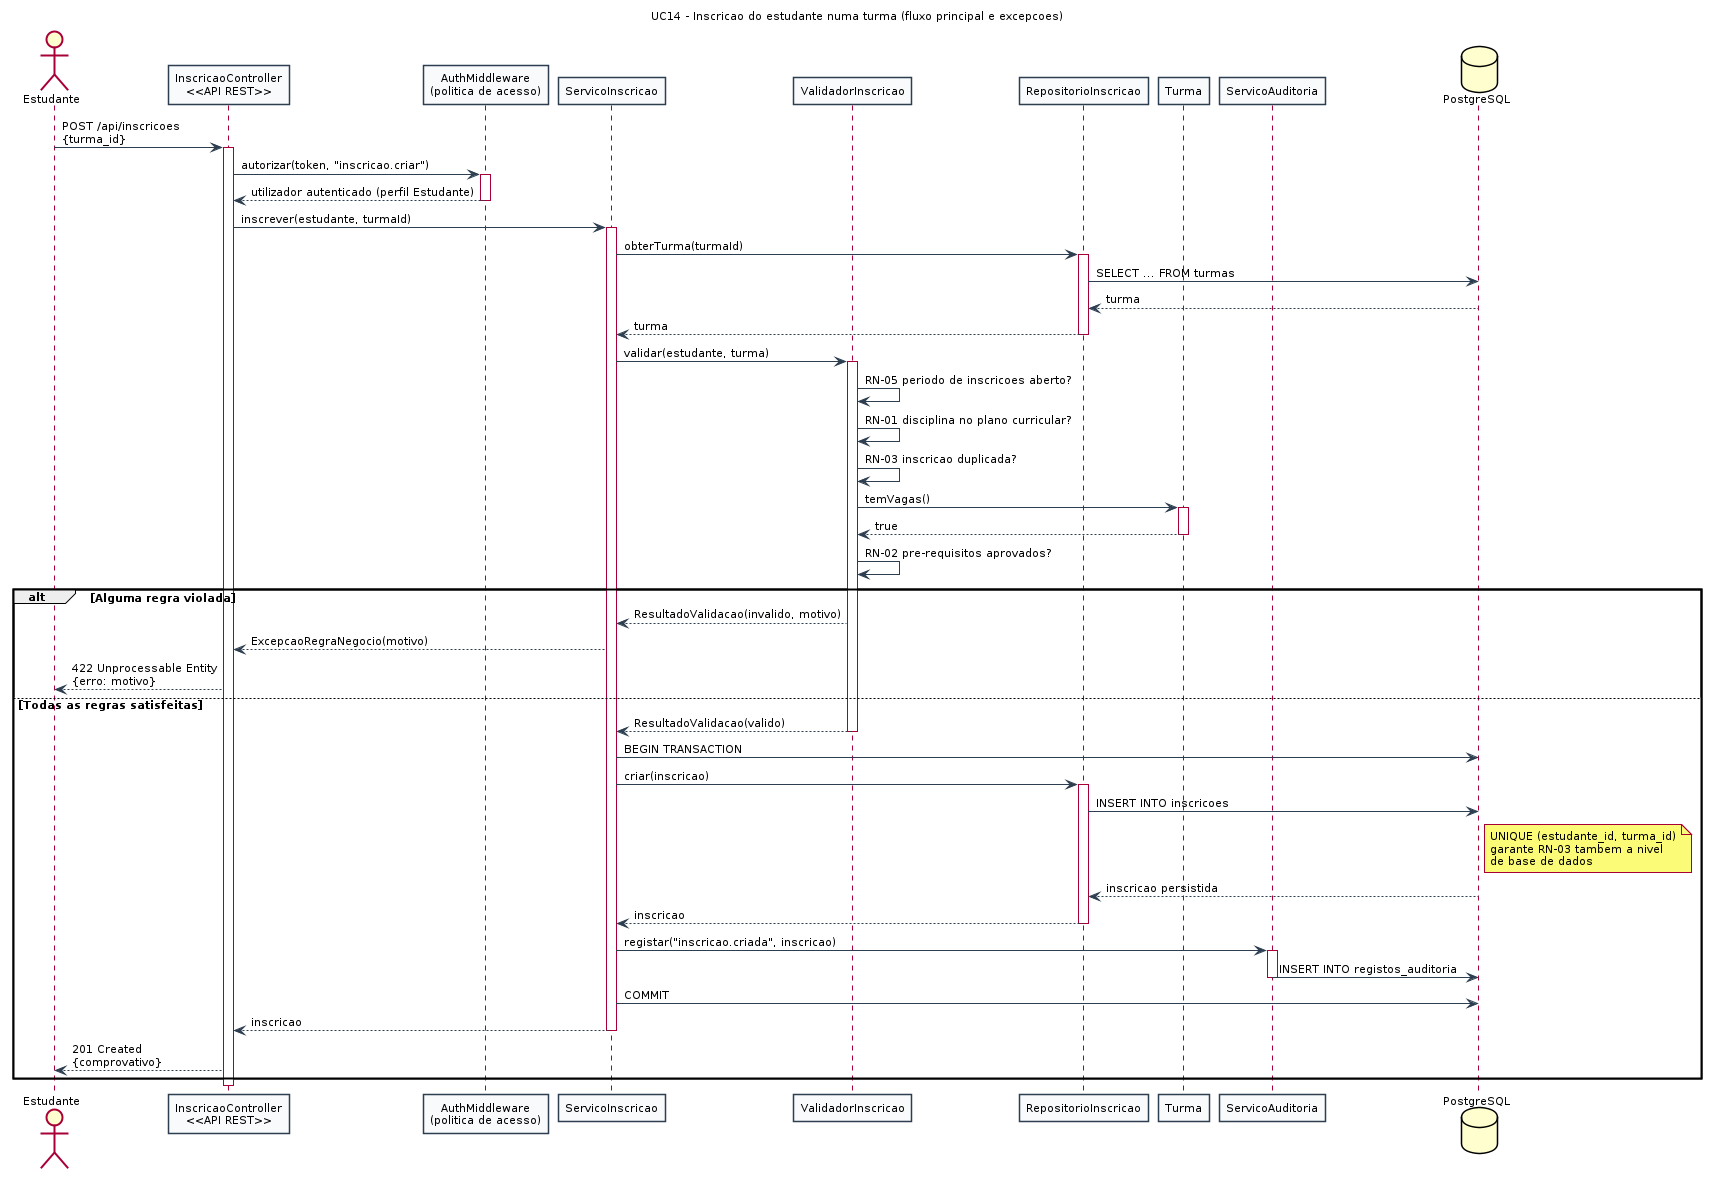 UC14 - Inscricao do estudante numa turma (fluxo principal e excepcoes)
Estudante
InscricaoController
<<API REST>>
AuthMiddleware
(politica de acesso)
ServicoInscricao
ValidadorInscricao
RepositorioInscricao
Turma
ServicoAuditoria
PostgreSQL
POST /api/inscricoes
{turma_id}
autorizar(token, "inscricao.criar")
utilizador autenticado (perfil Estudante)
inscrever(estudante, turmaId)
obterTurma(turmaId)
SELECT ... FROM turmas
turma
turma
validar(estudante, turma)
RN-05 periodo de inscricoes aberto?
RN-01 disciplina no plano curricular?
RN-03 inscricao duplicada?
temVagas()
true
RN-02 pre-requisitos aprovados?
alt
[Alguma regra violada]
ResultadoValidacao(invalido, motivo)
ExcepcaoRegraNegocio(motivo)
422 Unprocessable Entity
{erro: motivo}
[Todas as regras satisfeitas]
ResultadoValidacao(valido)
BEGIN TRANSACTION
criar(inscricao)
INSERT INTO inscricoes
UNIQUE (estudante_id, turma_id)
garante RN-03 tambem a nivel
de base de dados
inscricao persistida
inscricao
registar("inscricao.criada", inscricao)
INSERT INTO registos_auditoria
COMMIT
inscricao
201 Created
{comprovativo}
Estudante
InscricaoController
<<API REST>>
AuthMiddleware
(politica de acesso)
ServicoInscricao
ValidadorInscricao
RepositorioInscricao
Turma
ServicoAuditoria
PostgreSQL